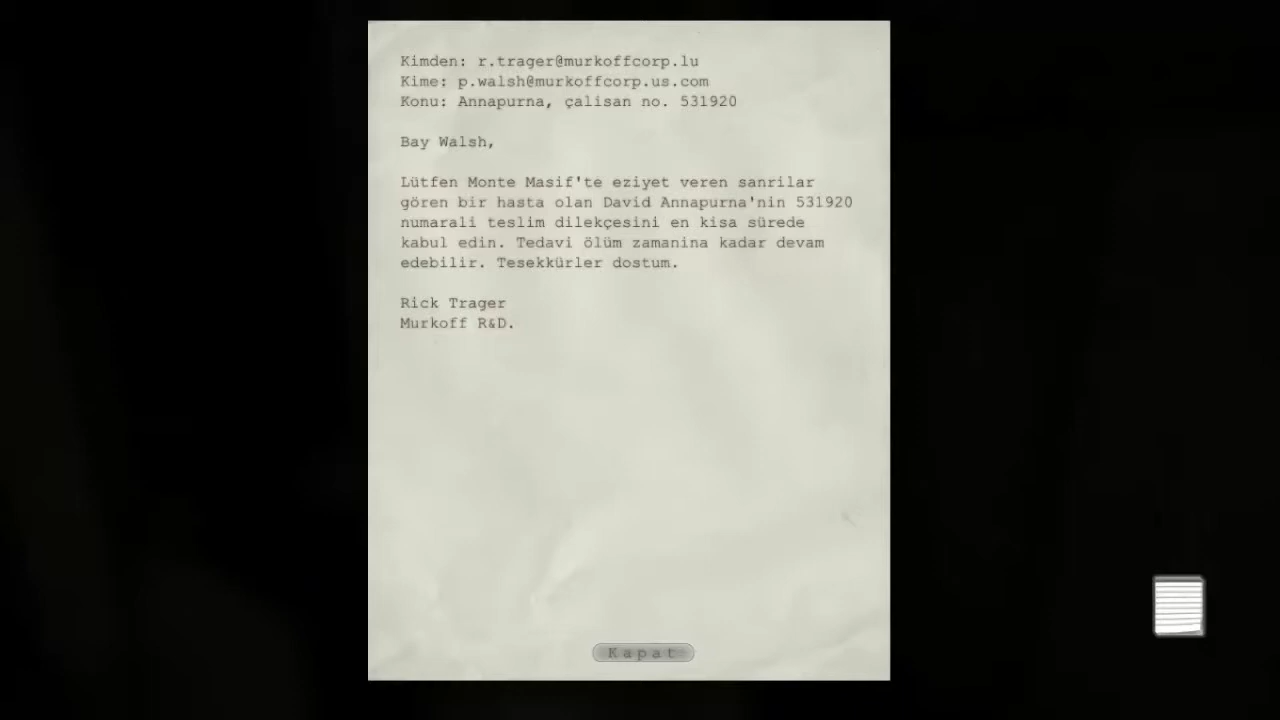 Kimden: r.trager@murkoffcorp.lu
Kime: p.walsh@murkoffcorp.us.com
Konu: Annapurna, çalisan no. 531920
Bay Walsh,
Lütfen Monte Masif'te eziyet veren sanrilar
gören bir hasta olan David Annapurna'nin 531920
numarali teslim dilekçesini en kisa sürede
kabul edin. Tedavi ölüm zamanina kadar devam
edebilir. Tesekkürler dostum.
Rick Trager
Murkoff R&D.
Kapat